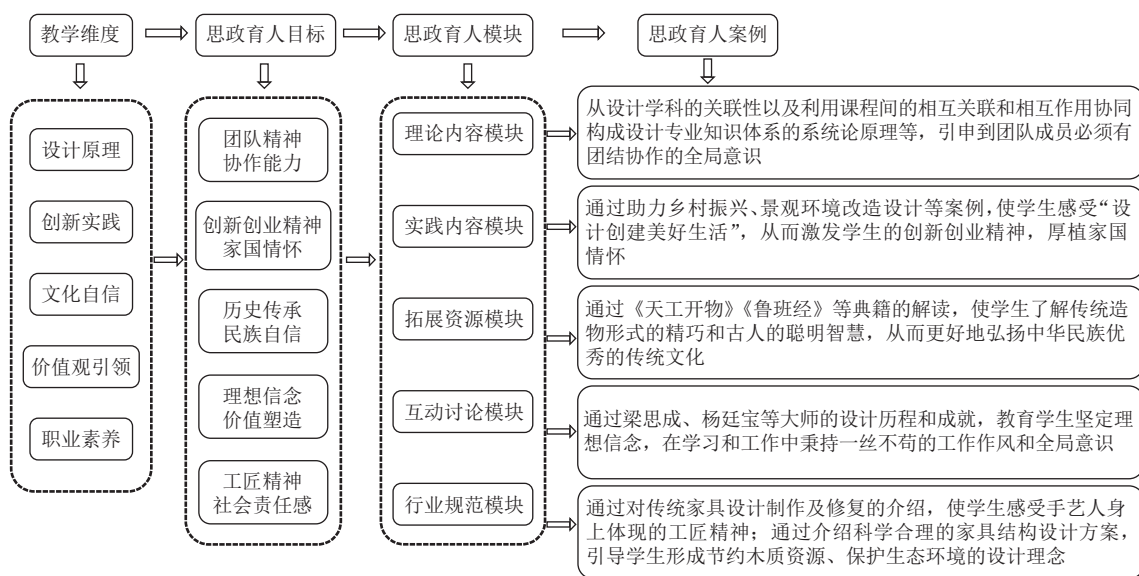 教学维度
思政育人目标
思政育人模块
思政育人案例
设计原理
创新实践
文化自信
价值观引领
职业素养
团队精神
协作能力
创新创业精神
家国情怀
历史传承
民族自信
理想信念
价值塑造
工匠精神
社会责任感
理论内容模块
实践内容模块
拓展资源模块
互动讨论模块
行业规范模块
从设计学科的关联性以及利用课程间的相互关联和相互作用协同
构成设计专业知识体系的系统论原理等，引申到团队成员必须有
团结协作的全局意识
通过助力乡村振兴、景观环境改造设计等案例，使学生感受“设
计创建美好生活”，从而激发学生的创新创业精神，厚植家国
情怀
通过《天工开物》《鲁班经》等典籍的解读，使学生了解传统造
物形式的精巧和古人的聪明智慧，从而更好地弘扬中华民族优
秀的传统文化
通过梁思成、杨廷宝等大师的设计历程和成就，教育学生坚定理
想信念，在学习和工作中秉持一丝不苟的工作作风和全局意识
通过对传统家具设计制作及修复的介绍，使学生感受手艺人身
上体现的工匠精神；通过介绍科学合理的家具结构设计方案，
引导学生形成节约木质资源、保护生态环境的设计理念